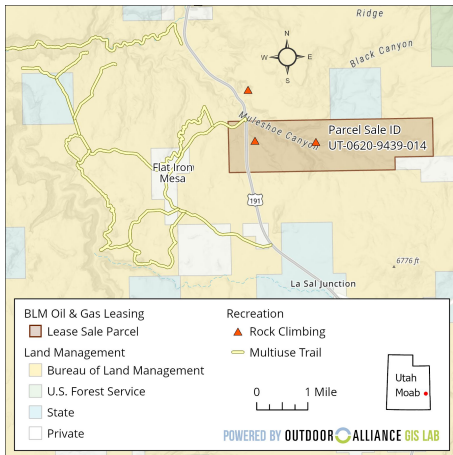 Ridge
N
W E
S
Black Canyon
Muleshoe Canyon
Parcel Sale ID
UT-0620-9439-014
Flat Iron
Mesa
191
6776 ft
La Sal Junction
BLM Oil & Gas Leasing
Lease Sale Parcel
Land Management
Bureau of Land Management
U.S. Forest Service
State
Private
Recreation
Rock Climbing
Multiuse Trail
0 1 Mile
Utah
Moab
POWERED BY OUTDOOR ALLIANCE GIS LAB